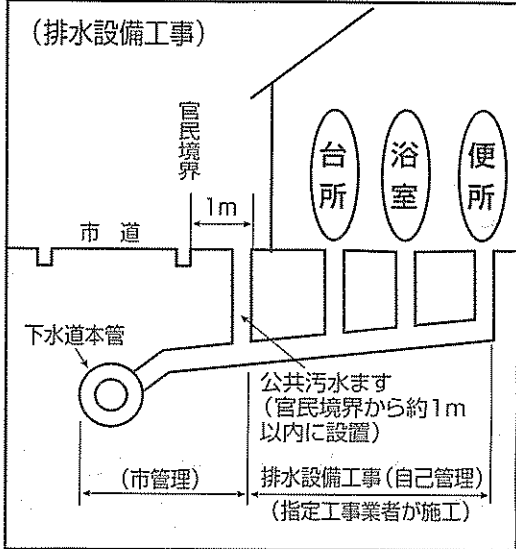 (排水設備工事)
官民境界
1m
台所
浴室
便所
市道
下水道本管
公共汚水ます
(官民境界から約1m
以内に設置)
(市管理)
排水設備工事(自己管理)
(指定工事業者が施工)